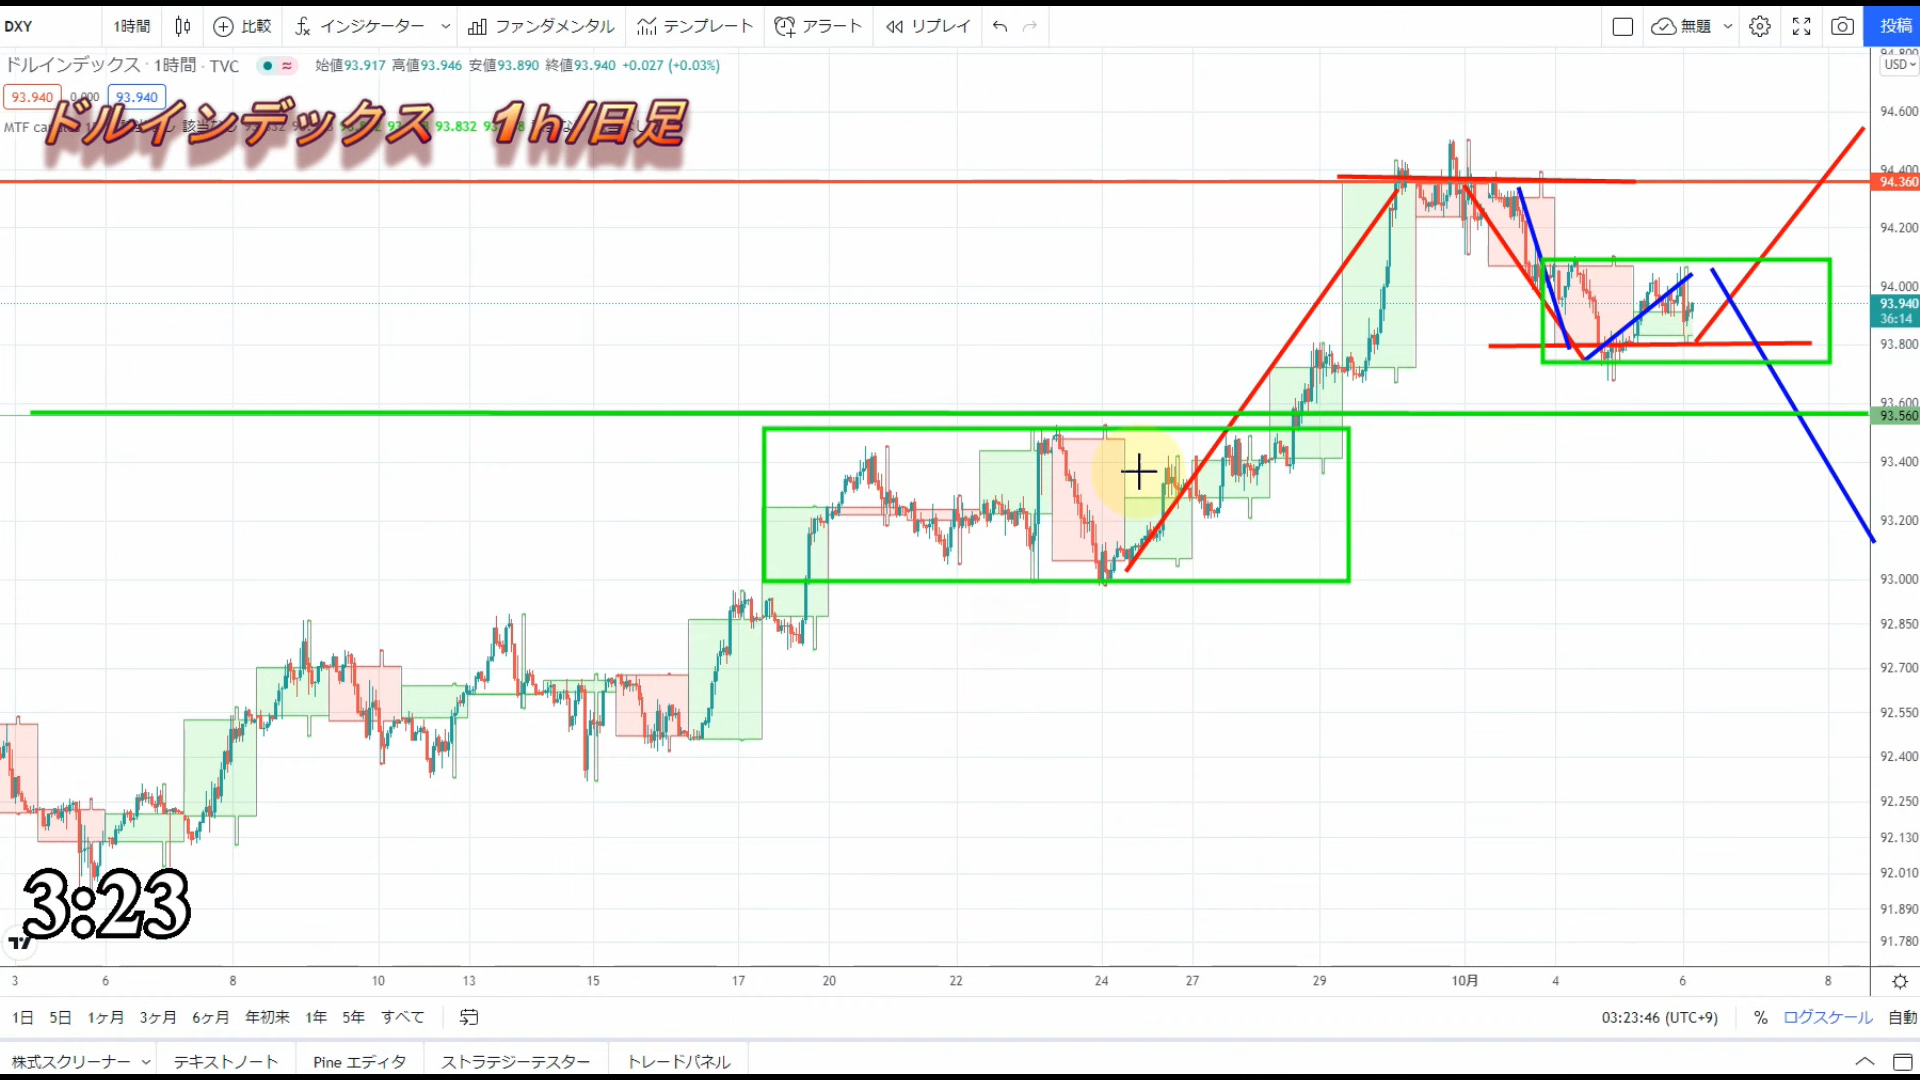 DXY 1時間 比較 インジケーター ファンダメンタル テンプレート アラート リプレイ 無題 投稿
ドルインデックス · 1時間 · TVC 始値93.917 高値93.946 安値93.890 終値93.940 +0.027 (+0.03%)
USD
93.940 0.000 93.940
ドルインデックス 1h/日足
MTF 93.832
94.800
94.600
94.400
94.360
94.200
94.000
93.940
36:14
93.800
93.600
93.560
93.400
93.200
93.000
92.850
92.700
92.550
92.400
92.250
92.130
92.010
91.890
91.780
3:23
3 6 8 10 13 15 17 20 22 24 27 29 10月 4 6 8
1日 5日 1ヶ月 3ヶ月 6ヶ月 年初来 1年 5年 すべて 03:23:46 (UTC+9) % ログスケール 自動
株式スクリーナー テキストノート Pine エディタ ストラテジーテスター トレードパネル